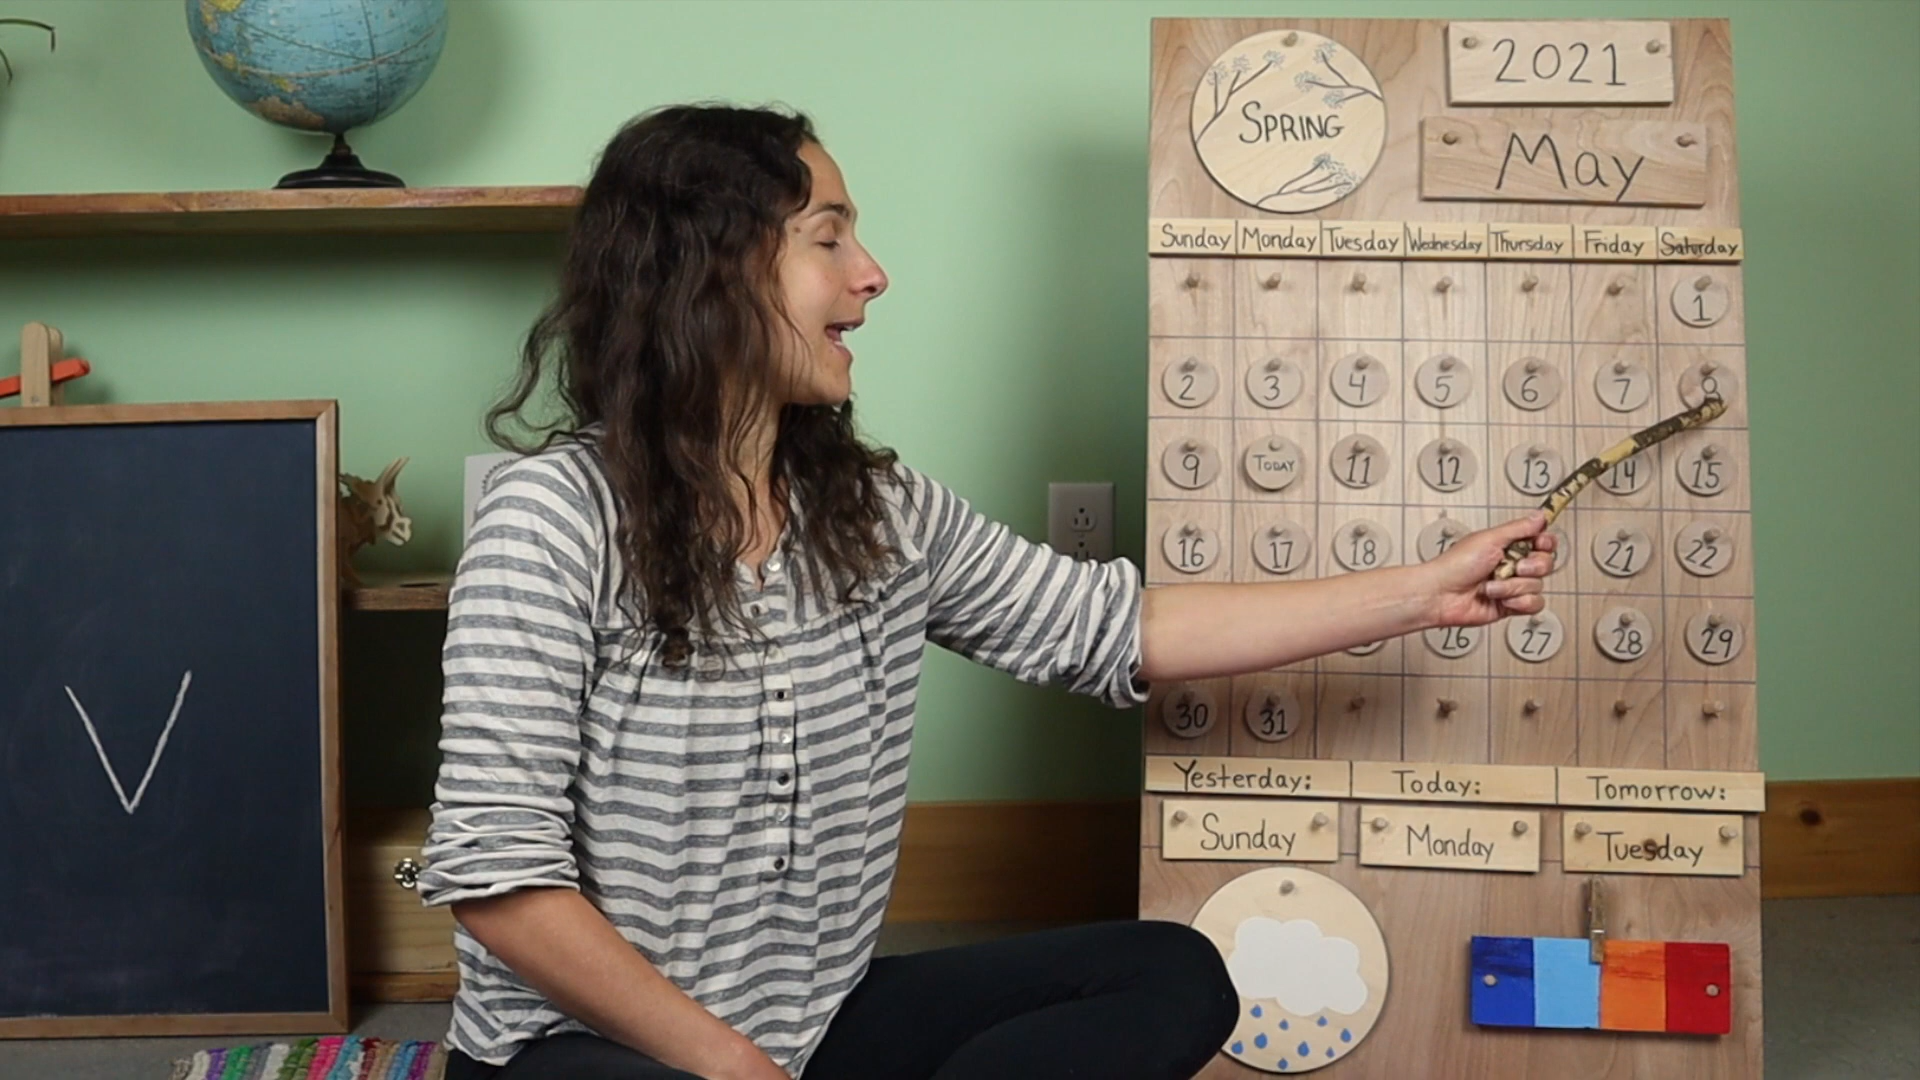 2021
SPRING
May
Sunday Monday Tuesday Wednesday Thursday Friday Saturday
1
2 3 4 5 6 7 8
9 TODAY 11 12 13 14 15
16 17 18 21 22
26 27 28 29
30 31
Yesterday: Today: Tomorrow:
Sunday Monday Tuesday
V